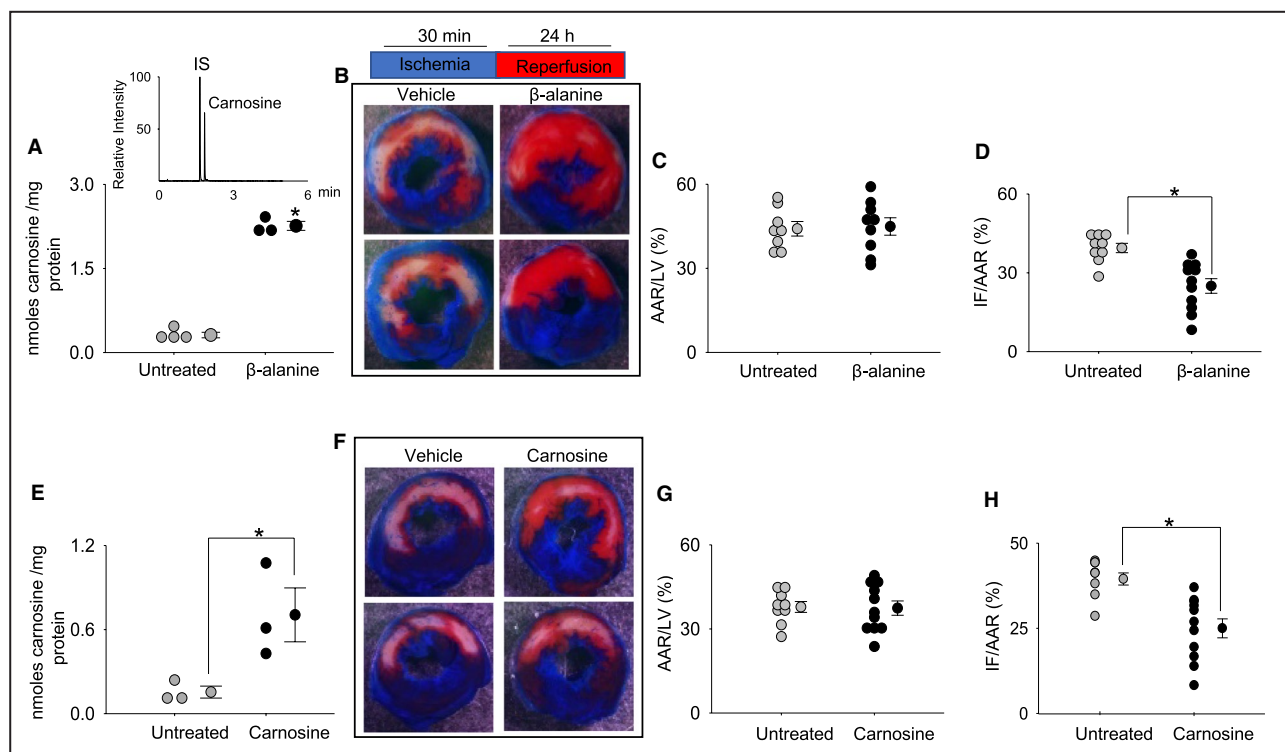 A
nmoles carnosine /mg
protein
3.0
1.5
0.0
Untreated
β-alanine
*
Relative Intensity
100
50
IS
Carnosine
0
3
6
min
B
30 min
24 h
Ischemia
Reperfusion
Vehicle
β-alanine
C
AAR/LV (%)
60
30
0
Untreated
β-alanine
D
IF/AAR (%)
60
30
0
*
Untreated
β-alanine
E
nmoles carnosine /mg
protein
1.2
0.6
0.0
*
Untreated
Carnosine
F
Vehicle
Carnosine
G
AAR/LV (%)
60
30
0
Untreated
Carnosine
H
IF/AAR (%)
50
25
0
*
Untreated
Carnosine